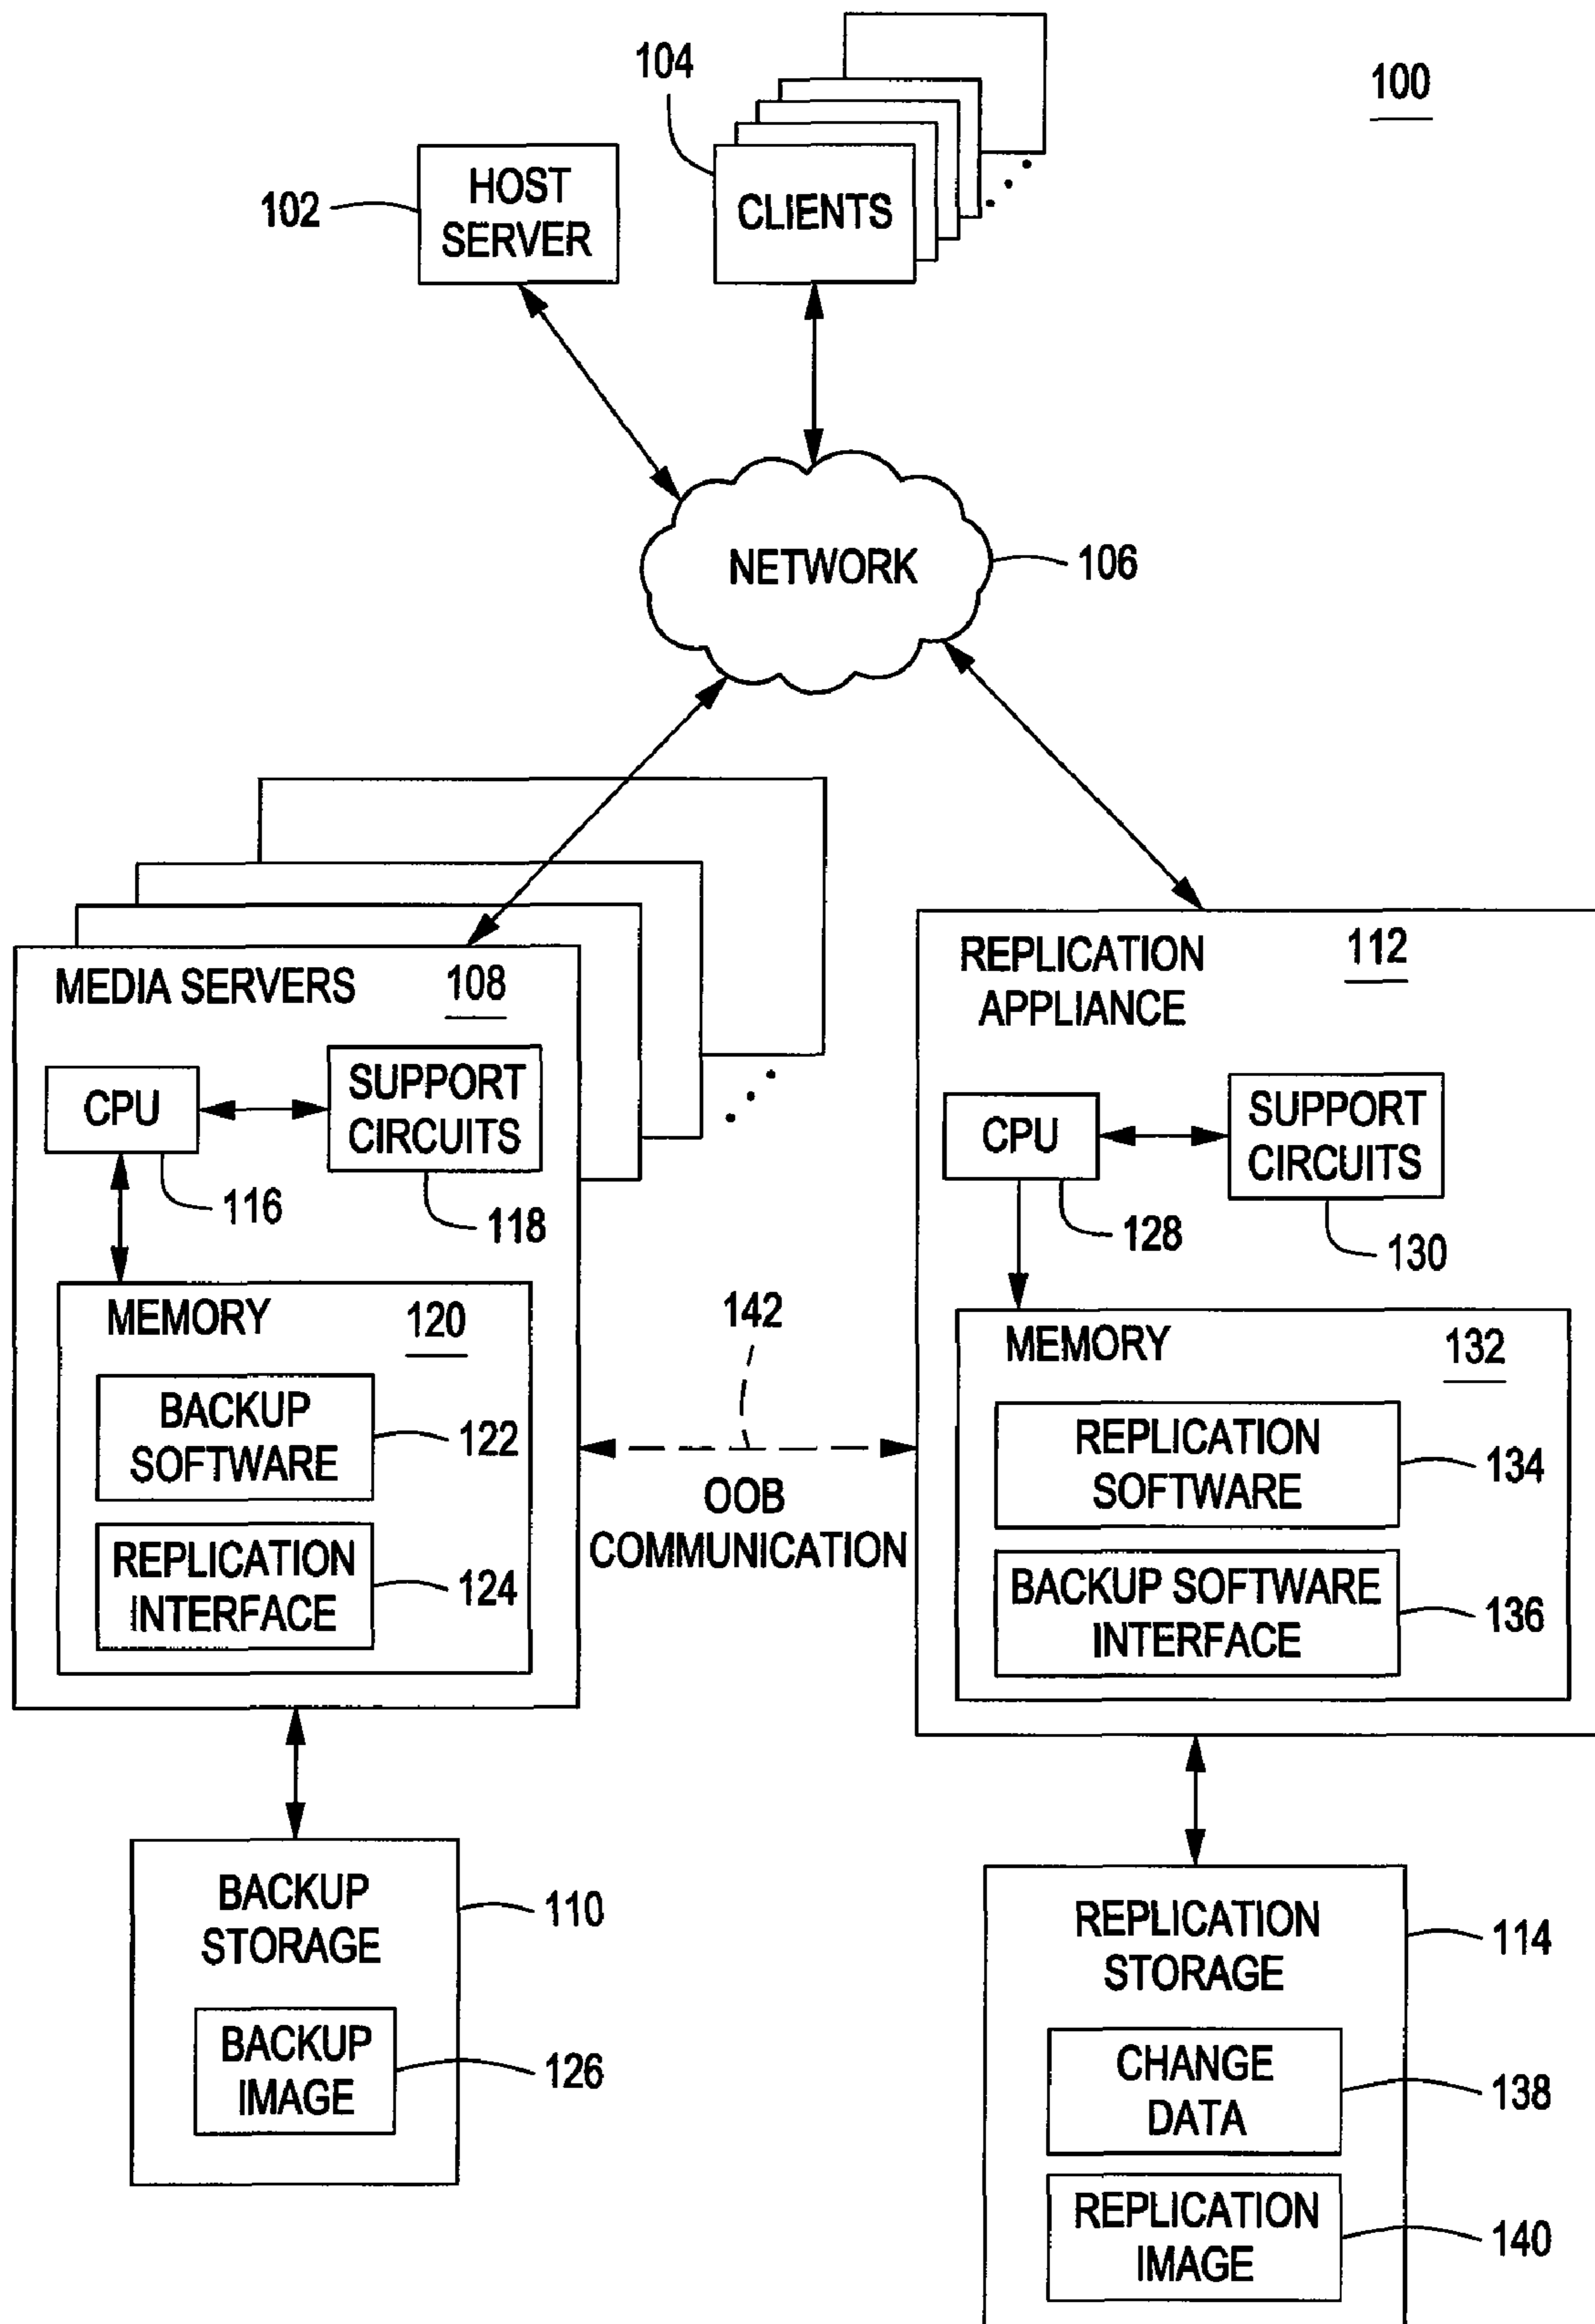 100
104
HOST
SERVER
102
CLIENTS
NETWORK
106
MEDIA SERVERS
108
CPU
SUPPORT
CIRCUITS
116
118
MEMORY
120
BACKUP
SOFTWARE
122
REPLICATION
INTERFACE
124
142
OOB
COMMUNICATION
REPLICATION
APPLIANCE
112
CPU
SUPPORT
CIRCUITS
128
130
MEMORY
132
REPLICATION
SOFTWARE
134
BACKUP SOFTWARE
INTERFACE
136
BACKUP
STORAGE
110
BACKUP
IMAGE
126
REPLICATION
STORAGE
114
CHANGE
DATA
138
REPLICATION
IMAGE
140